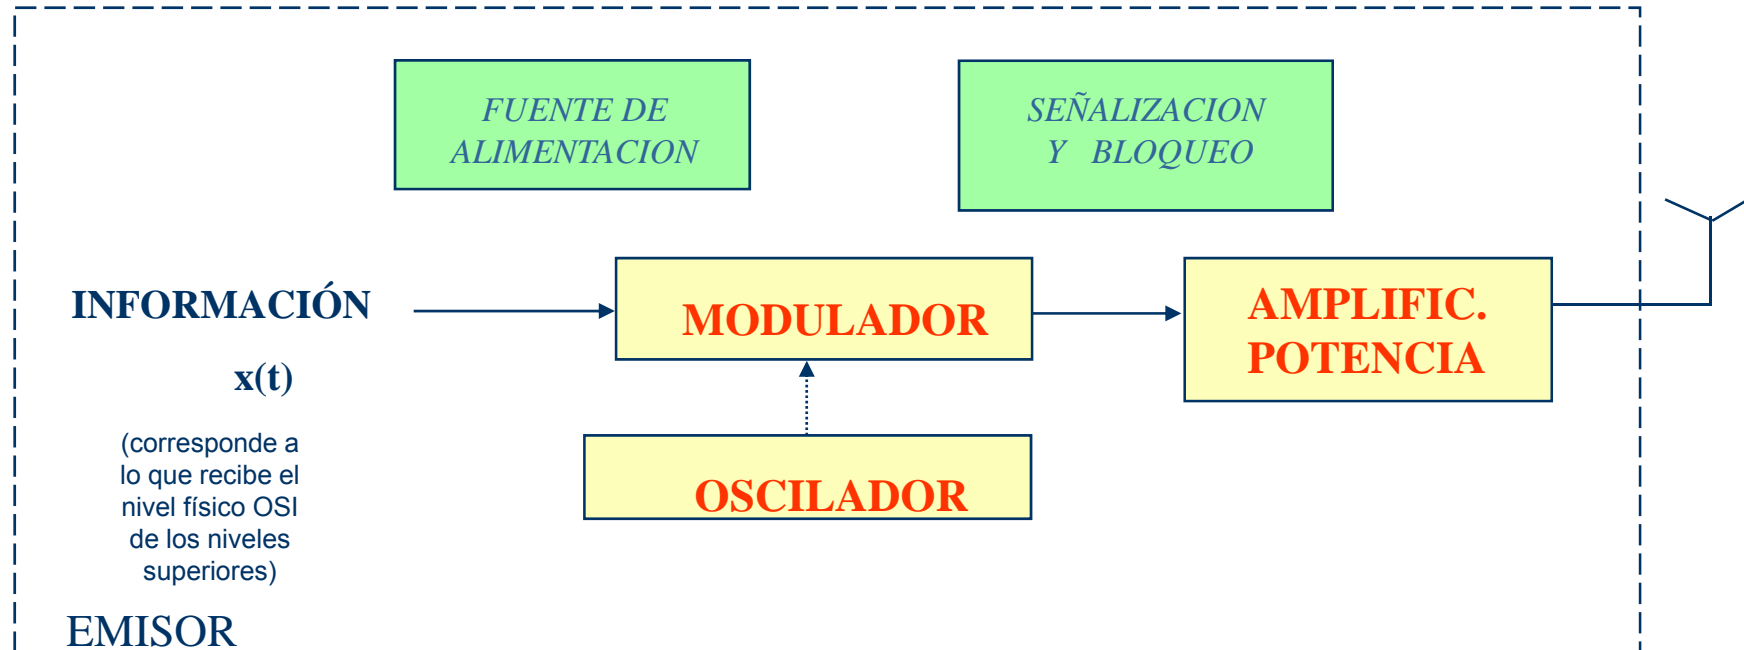 FUENTE DE
ALIMENTACION
SEÑALIZACION
Y BLOQUEO
INFORMACIÓN
x(t)
(corresponde a
lo que recibe el
nivel físico OSI
de los niveles
superiores)
MODULADOR
OSCILADOR
AMPLIFIC.
POTENCIA
EMISOR